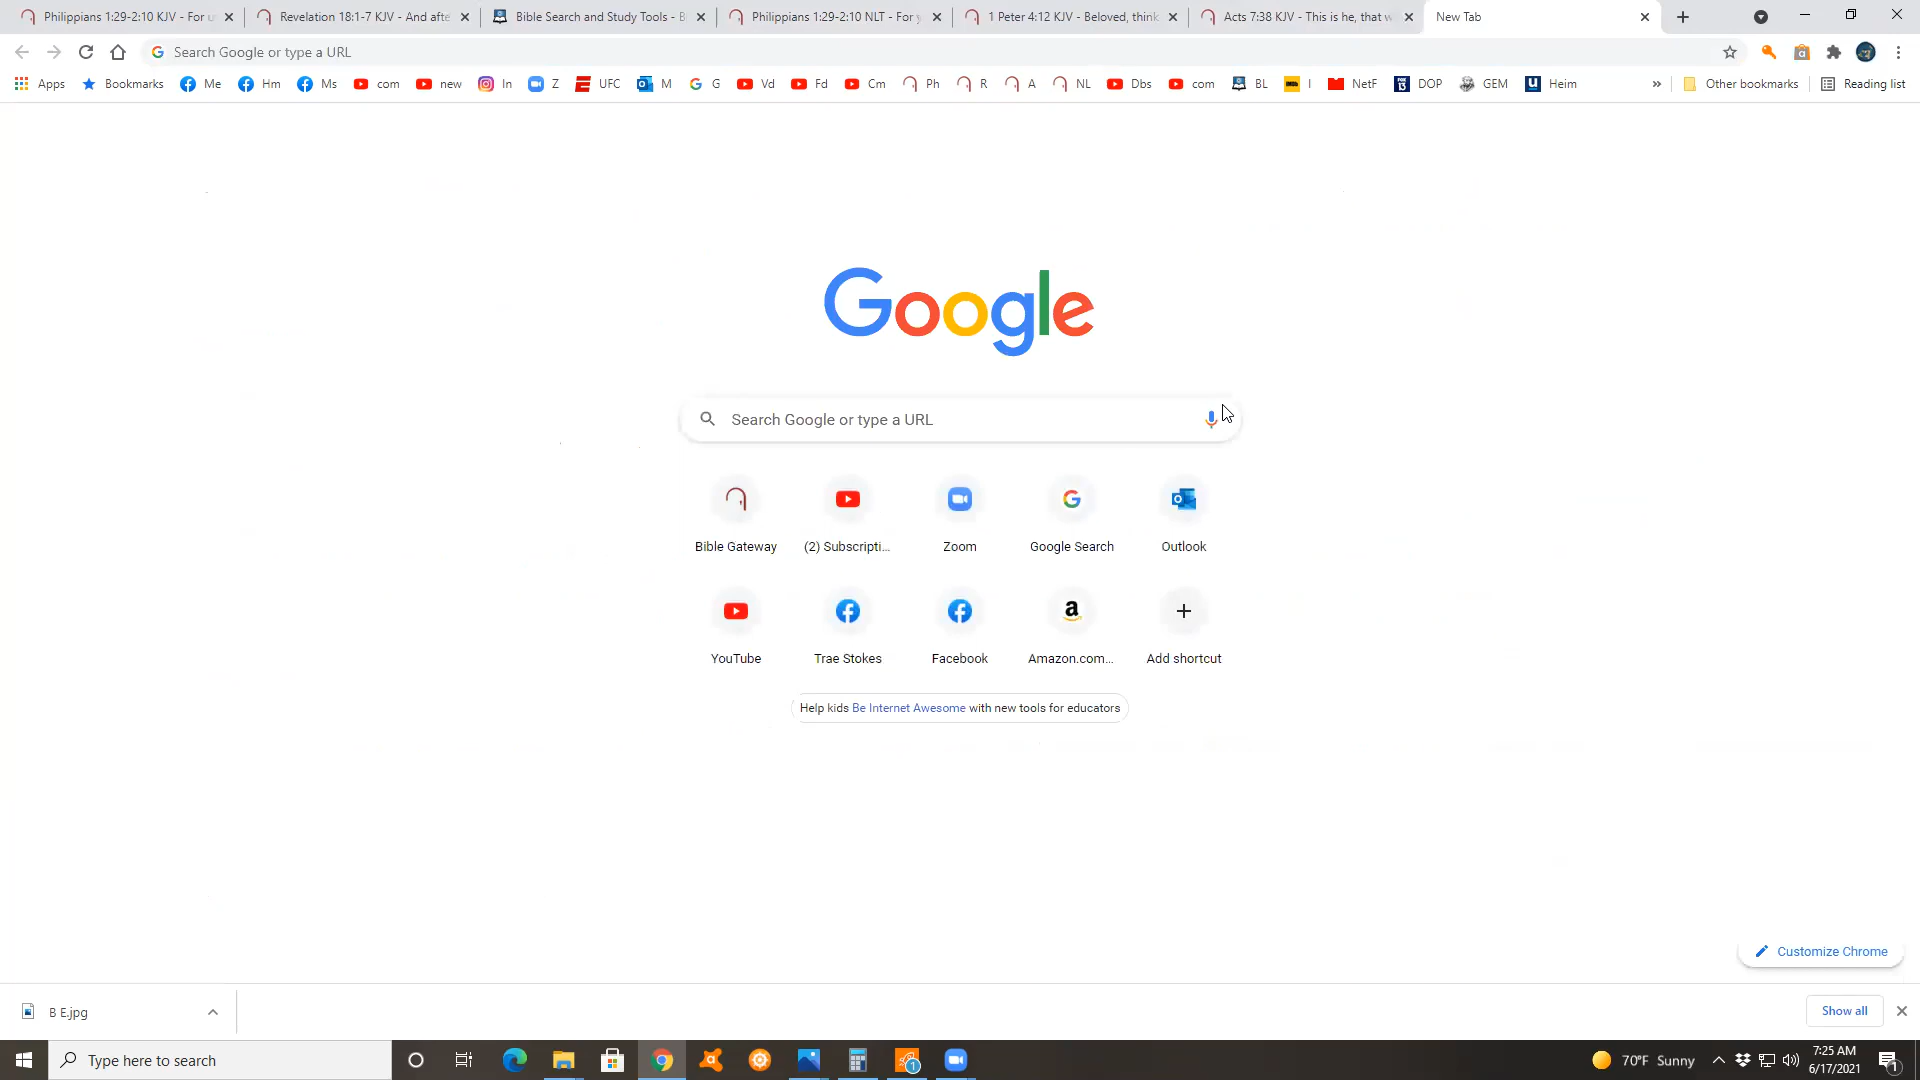 Philippians 1:29-2:10 KJV - For u
Revelation 18:1-7 KJV - And afte
Bible Search and Study Tools - B
Philippians 1:29-2:10 NLT - For y
1 Peter 4:12 KJV - Beloved, think
Acts 7:38 KJV - This is he, that w
New Tab
Search Google or type a URL
Apps Bookmarks Me Hm Ms com new In Z UFC M G Vd Fd Cm Ph R A NL Dbs com BL I NetF DOP GEM Heim » Other bookmarks Reading list
Google
Search Google or type a URL
Bible Gateway (2) Subscripti... Zoom Google Search Outlook
YouTube Trae Stokes Facebook Amazon.com... Add shortcut
Help kids Be Internet Awesome with new tools for educators
Customize Chrome
B E.jpg
Show all
Type here to search
70°F Sunny
7:25 AM
6/17/2021